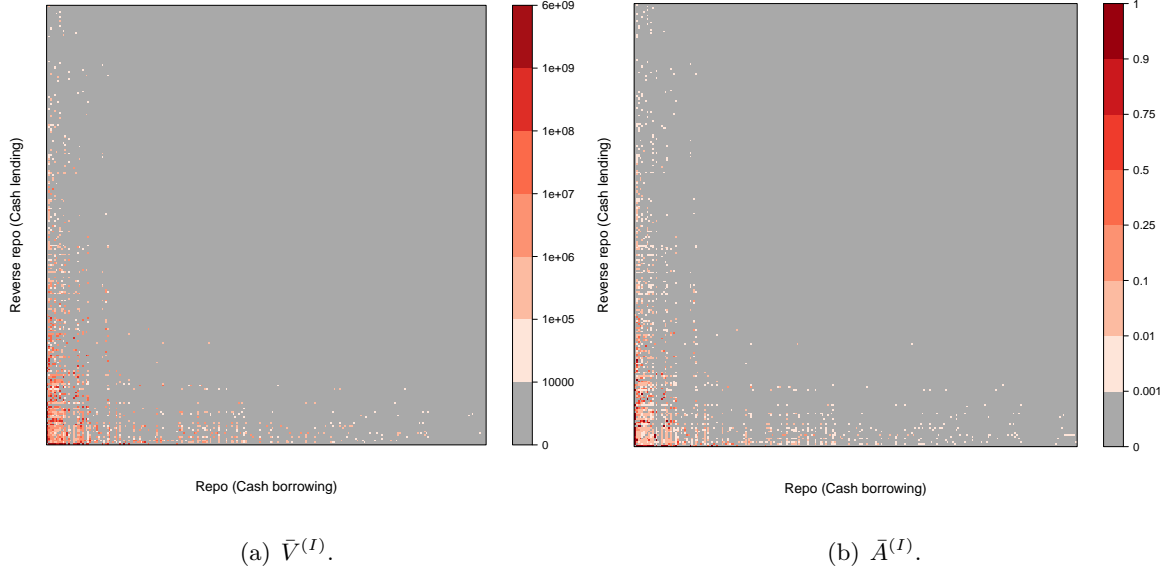 6e+09
1e+09
1e+08
1e+07
1e+06
1e+05
10000
0
Reverse repo (Cash lending)
Repo (Cash borrowing)
1
0.9
0.75
0.5
0.25
0.1
0.01
0.001
0
Reverse repo (Cash lending)
Repo (Cash borrowing)
(a) V̄⁽ᴵ⁾.
(b) Ā⁽ᴵ⁾.